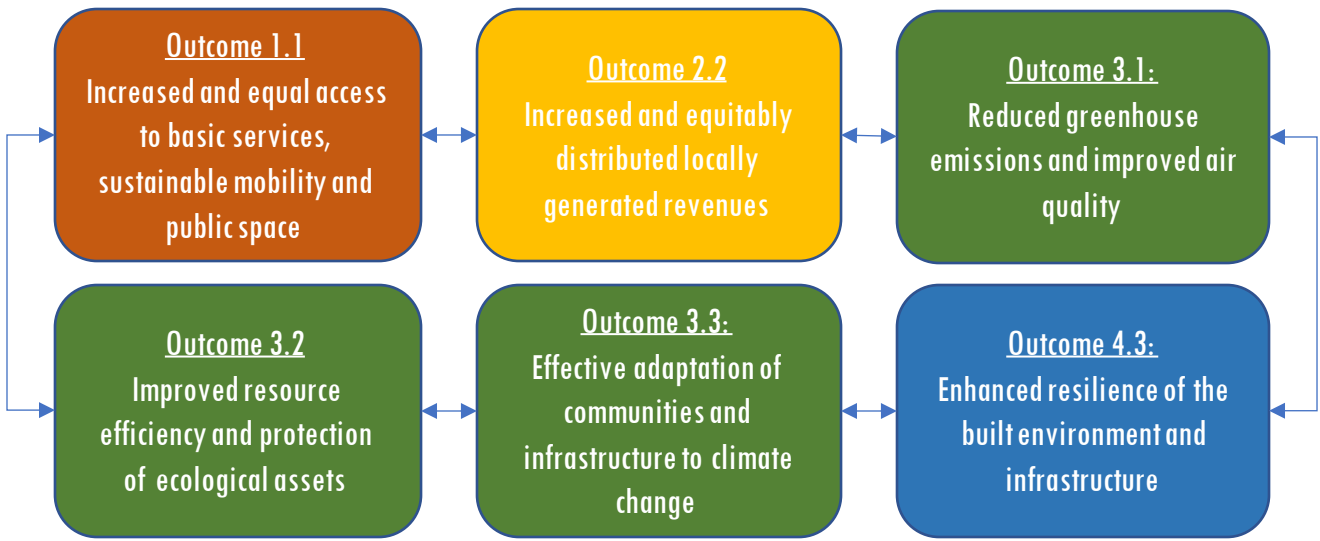 Outcome 1.1
Increased and equal access
to basic services,
sustainable mobility and
public space
Outcome 2.2
Increased and equitably
distributed locally
generated revenues
Outcome 3.1:
Reduced greenhouse
emissions and improved air
quality
Outcome 3.2
Improved resource
efficiency and protection
of ecological assets
Outcome 3.3:
Effective adaptation of
communities and
infrastructure to climate
change
Outcome 4.3:
Enhanced resilience of the
built environment and
infrastructure